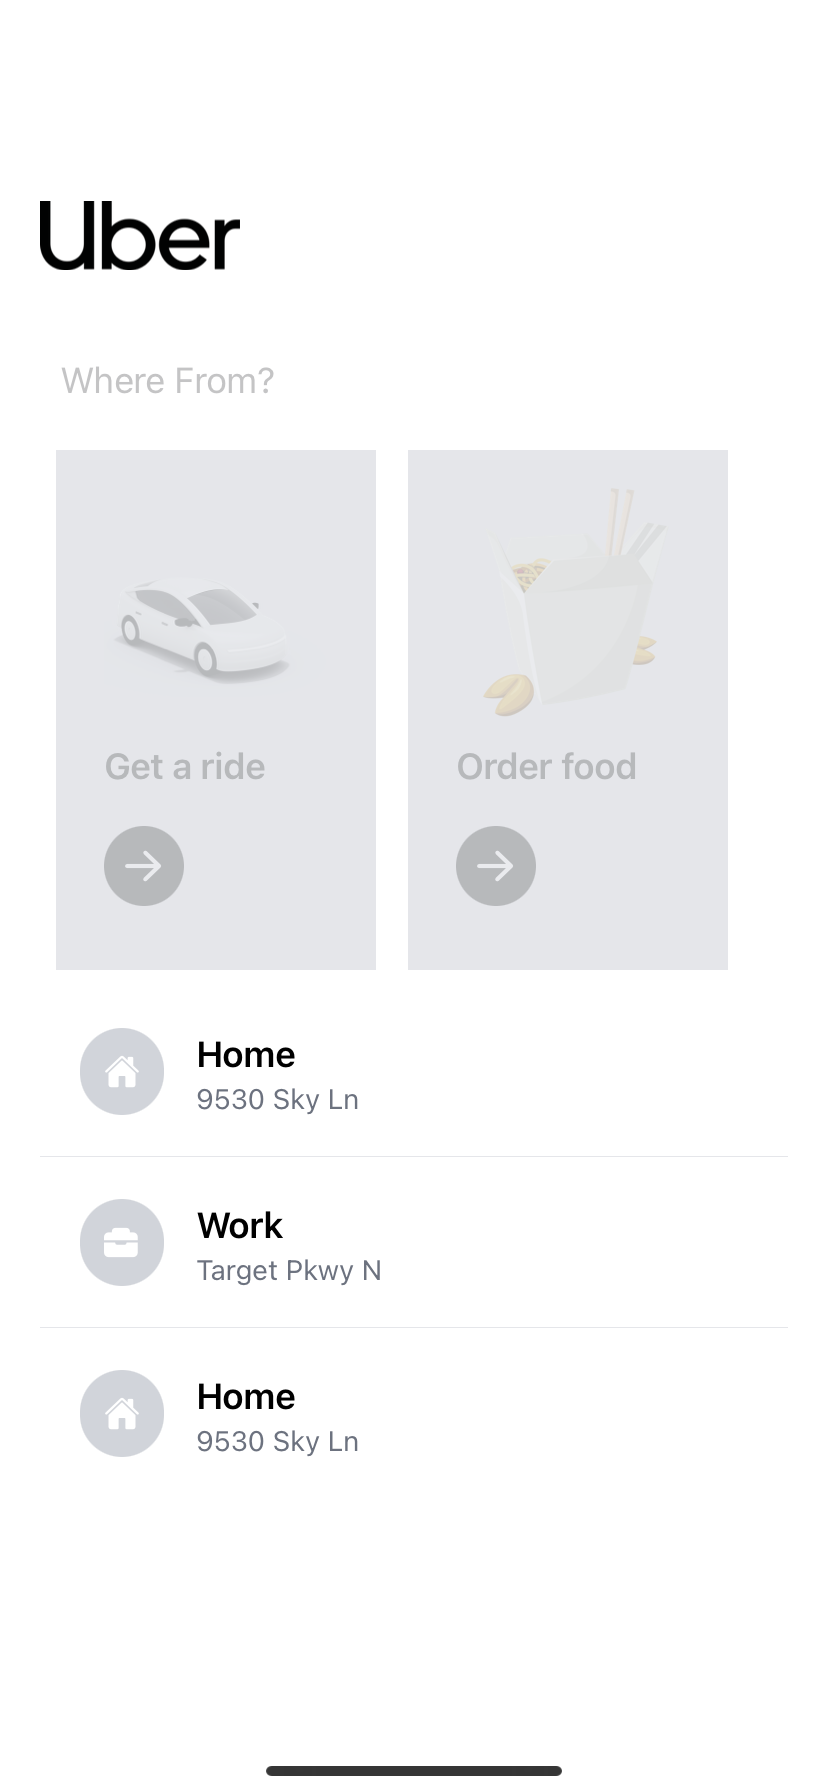 Uber
Where From?
Get a ride
Order food
Home
9530 Sky Ln
Work
Target Pkwy N
Home
9530 Sky Ln